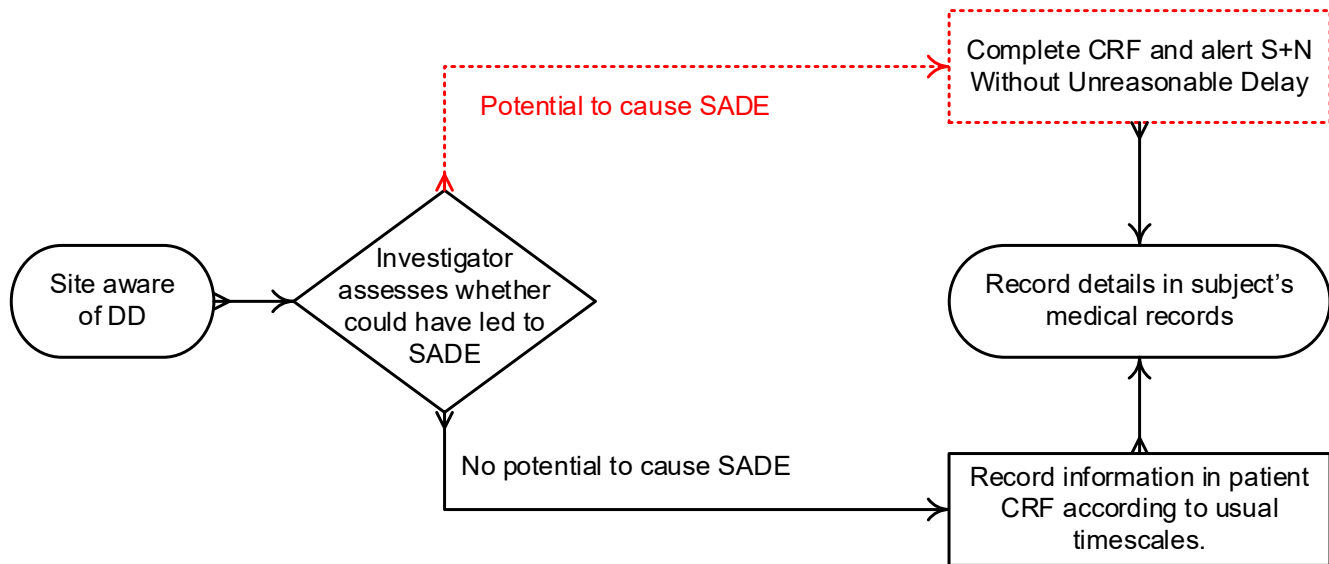 Complete CRF and alert S+N
Without Unreasonable Delay
Potential to cause SADE
Site aware
of DD
Investigator
assesses whether
could have led to
SADE
Record details in subject’s
medical records
No potential to cause SADE
Record information in patient
CRF according to usual
timescales.